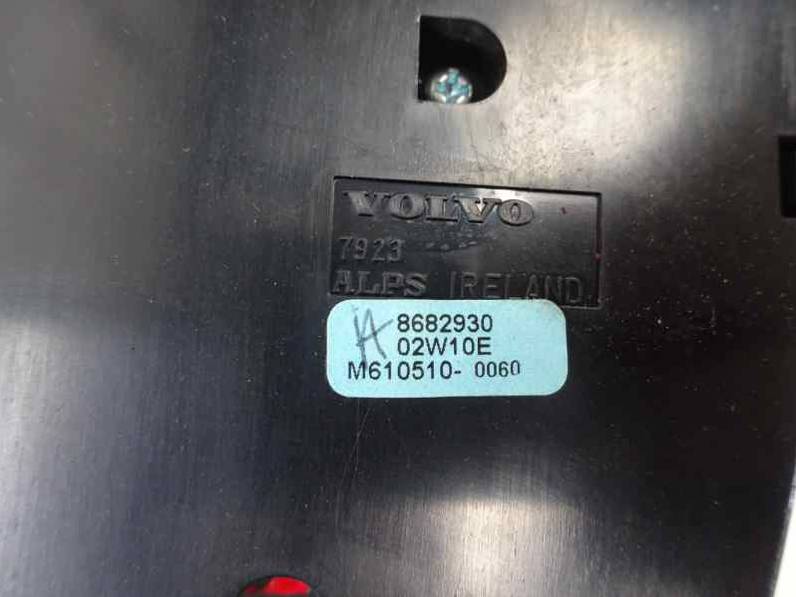 VOLVO
7923
ALPS IRELAND
A 8682930
02W10E
M610510- 0060